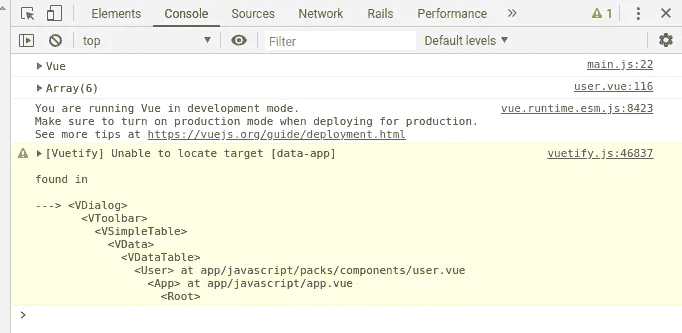 Elements Console Sources Network Rails Performance » 1
top Filter Default levels
Vue main.js:22
Array(6) user.vue:116
You are running Vue in development mode. vue.runtime.esm.js:8423
Make sure to turn on production mode when deploying for production.
See more tips at https://vuejs.org/guide/deployment.html
[Vuetify] Unable to locate target [data-app] vuetify.js:46837
found in
---> <VDialog>
<VToolbar>
<VSimpleTable>
<VData>
<VDataTable>
<User> at app/javascript/packs/components/user.vue
<App> at app/javascript/app.vue
<Root>
>